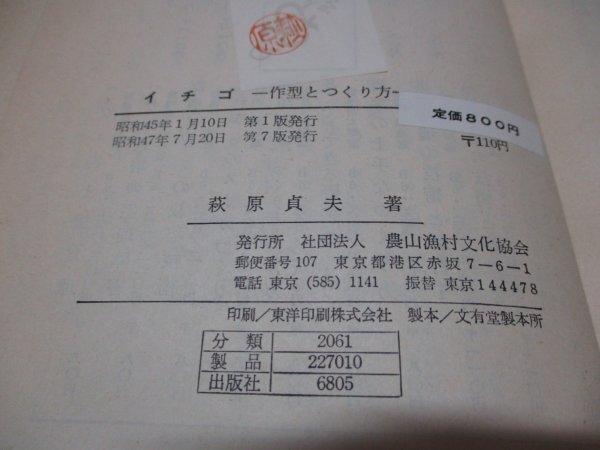 イチゴ ―作型とつくり方―
昭和45年1月10日 第1版発行
昭和47年7月20日 第7版発行
定価800円
〒110円
萩原貞夫 著
発行所 社団法人 農山漁村文化協会
郵便番号107 東京都港区赤坂7-6-1
電話 東京 (585) 1141 振替 東京 144478
印刷/東洋印刷株式会社 製本/文有堂製本所
分類 2061
製品 227010
出版社 6805